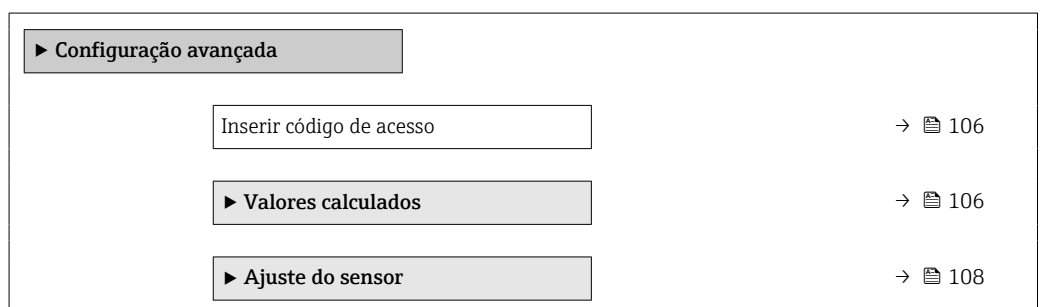 ▶ Configuração avançada
Inserir código de acesso → 106
▶ Valores calculados → 106
▶ Ajuste do sensor → 108